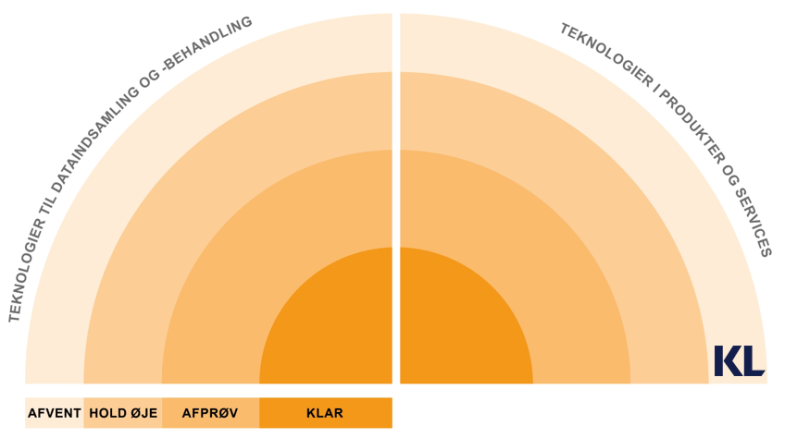 TEKNOLOGIER TIL DATAINDSAMLING OG -BEHANDLING
TEKNOLOGIER I PRODUKTER OG SERVICES
KL
AFVENT
HOLD ØJE
AFPRØV
KLAR